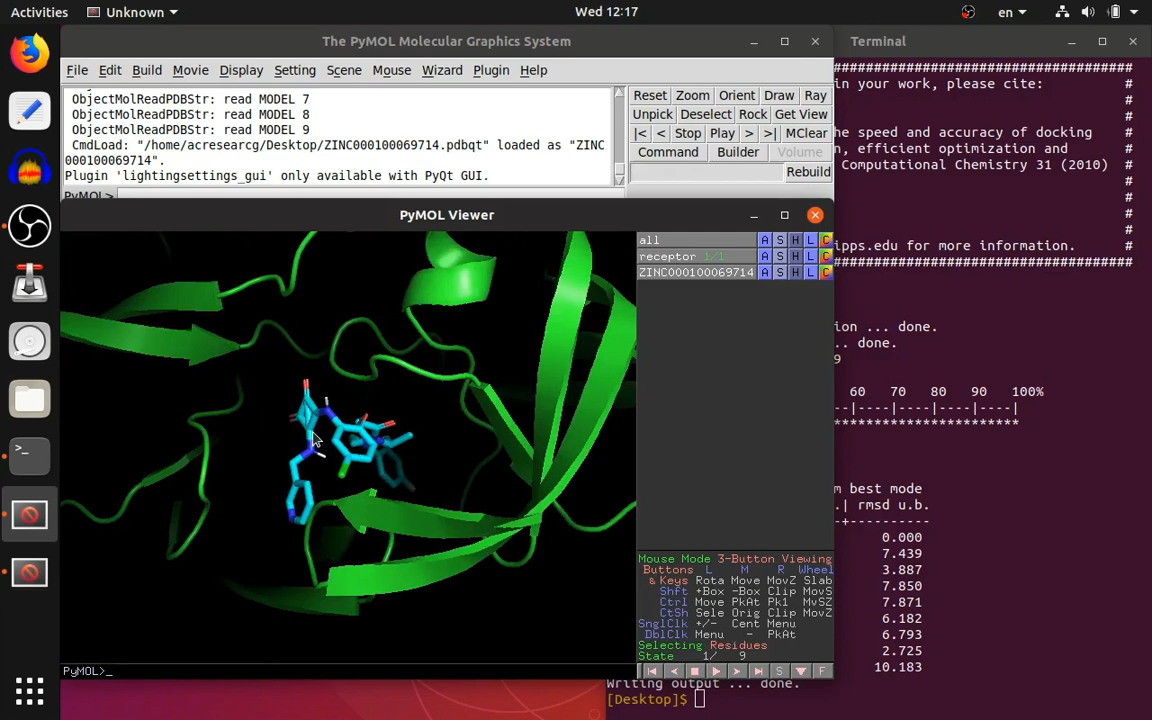 Activities Unknown Wed 12:17 en
The PyMOL Molecular Graphics System
File Edit Build Movie Display Setting Scene Mouse Wizard Plugin Help
ObjectMolReadPDBStr: read MODEL 7
ObjectMolReadPDBStr: read MODEL 8
ObjectMolReadPDBStr: read MODEL 9
CmdLoad: "/home/acresearcg/Desktop/ZINC000100069714.pdbqt" loaded as "ZINC
000100069714".
Plugin 'lightingsettings_gui' only available with PyQt GUI.
PyMOL>
Reset Zoom Orient Draw Ray
Unpick Deselect Rock Get View
|< < Stop Play > >| MClear
Command Builder Volume
Rebuild
PyMOL Viewer
all A S H L C
receptor 1/1 A S H L C
ZINC000100069714 A S H L C
Mouse Mode 3-Button Viewing
Buttons L M R Wheel
& Keys Rota Move MovZ Slab
Shft +Box -Box Clip MovS
Ctrl Move PkAt Pk1 MvSZ
CtSh Sele Orig Clip MovZ
SnglClk +/- Cent Menu
DblClk Menu - PkAt
Selecting Residues
State 1/ 9
S F
PyMOL>_
Terminal
#####################################
in your work, please cite: #
#
#
he speed and accuracy of docking #
n, efficient optimization and #
Computational Chemistry 31 (2010) #
#
#
#
ipps.edu for more information. #
#####################################
ion ... done.
.. done.
9
60 70 80 90 100%
--|----|----|----|----|
*********************
m best mode
.| rmsd u.b.
-+----------
0.000
7.439
3.887
7.850
7.871
6.182
6.793
2.725
10.183
Writing output ... done.
[Desktop]$